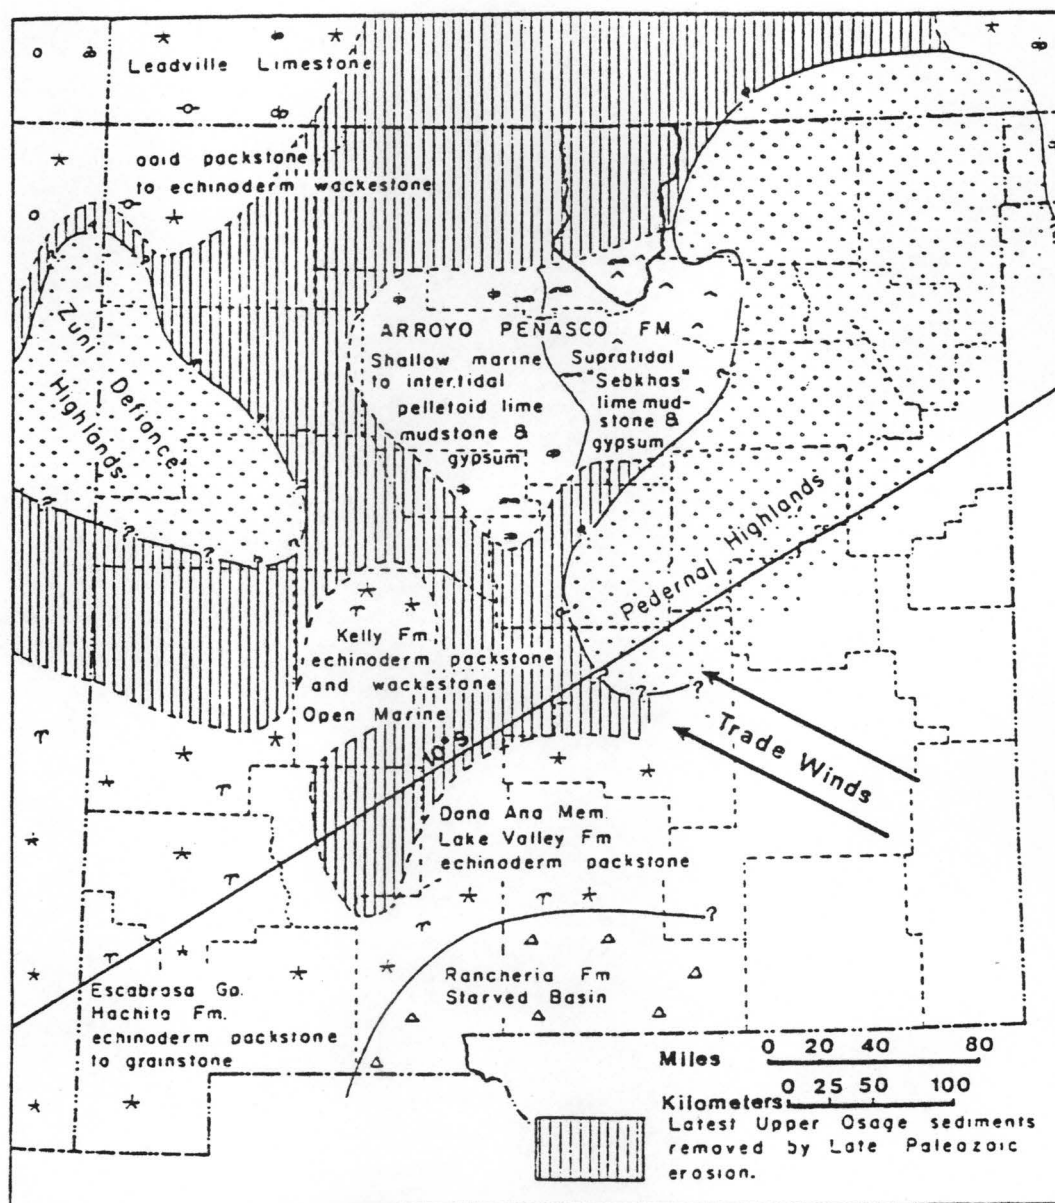 Leadville Limestone
ooid packstone
to echinoderm wackestone
Zuni Defiance
Highlands
ARROYO PENASCO FM
Shallow marine
to intertidal
pelletoid lime
mudstone &
gypsum
Supratidal
"Sebkhas"
lime mud-
stone &
gypsum
Pedernal Highlands
Kelly Fm
echinoderm packstone
and wackestone
Open Marine
10° S
Trade Winds
Dona Ana Mem.
Lake Valley Fm
echinoderm packstone
Rancheria Fm
Starved Basin
Escabrosa Gp.
Hachita Fm.
echinoderm packstone
to grainstone
Miles 0 20 40 80
Kilometers 0 25 50 100
Latest Upper Osage sediments
removed by Late Paleozoic
erosion.